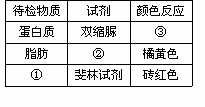 待检物质 试剂 颜色反应
蛋白质 双缩脲 ③
脂肪 ② 橘黄色
① 斐林试剂 砖红色